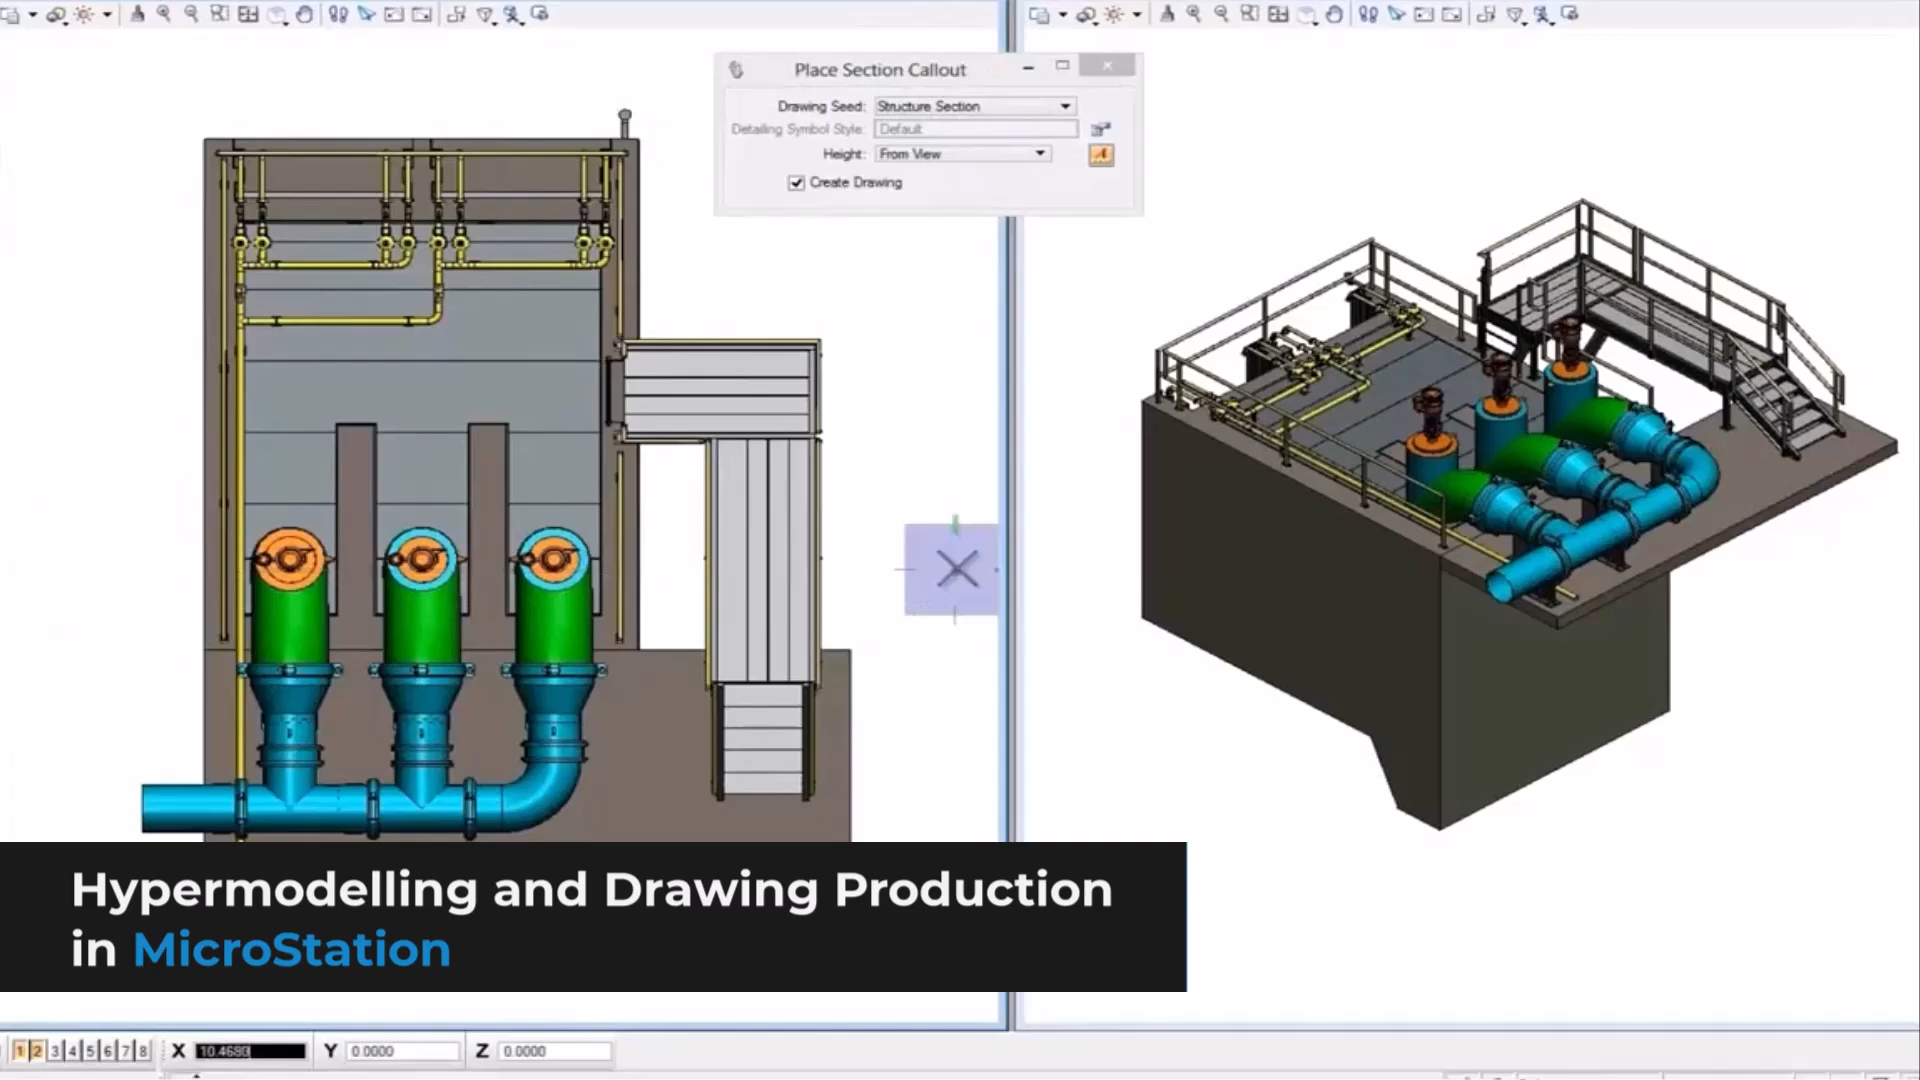 Place Section Callout
Drawing Seed: Structure Section
Detailing Symbol Style: Default
Height: From View
Create Drawing
Hypermodelling and Drawing Production
in MicroStation
1 2 3 4 5 6 7 8 X 10.4680 Y 0.0000 Z 0.0000